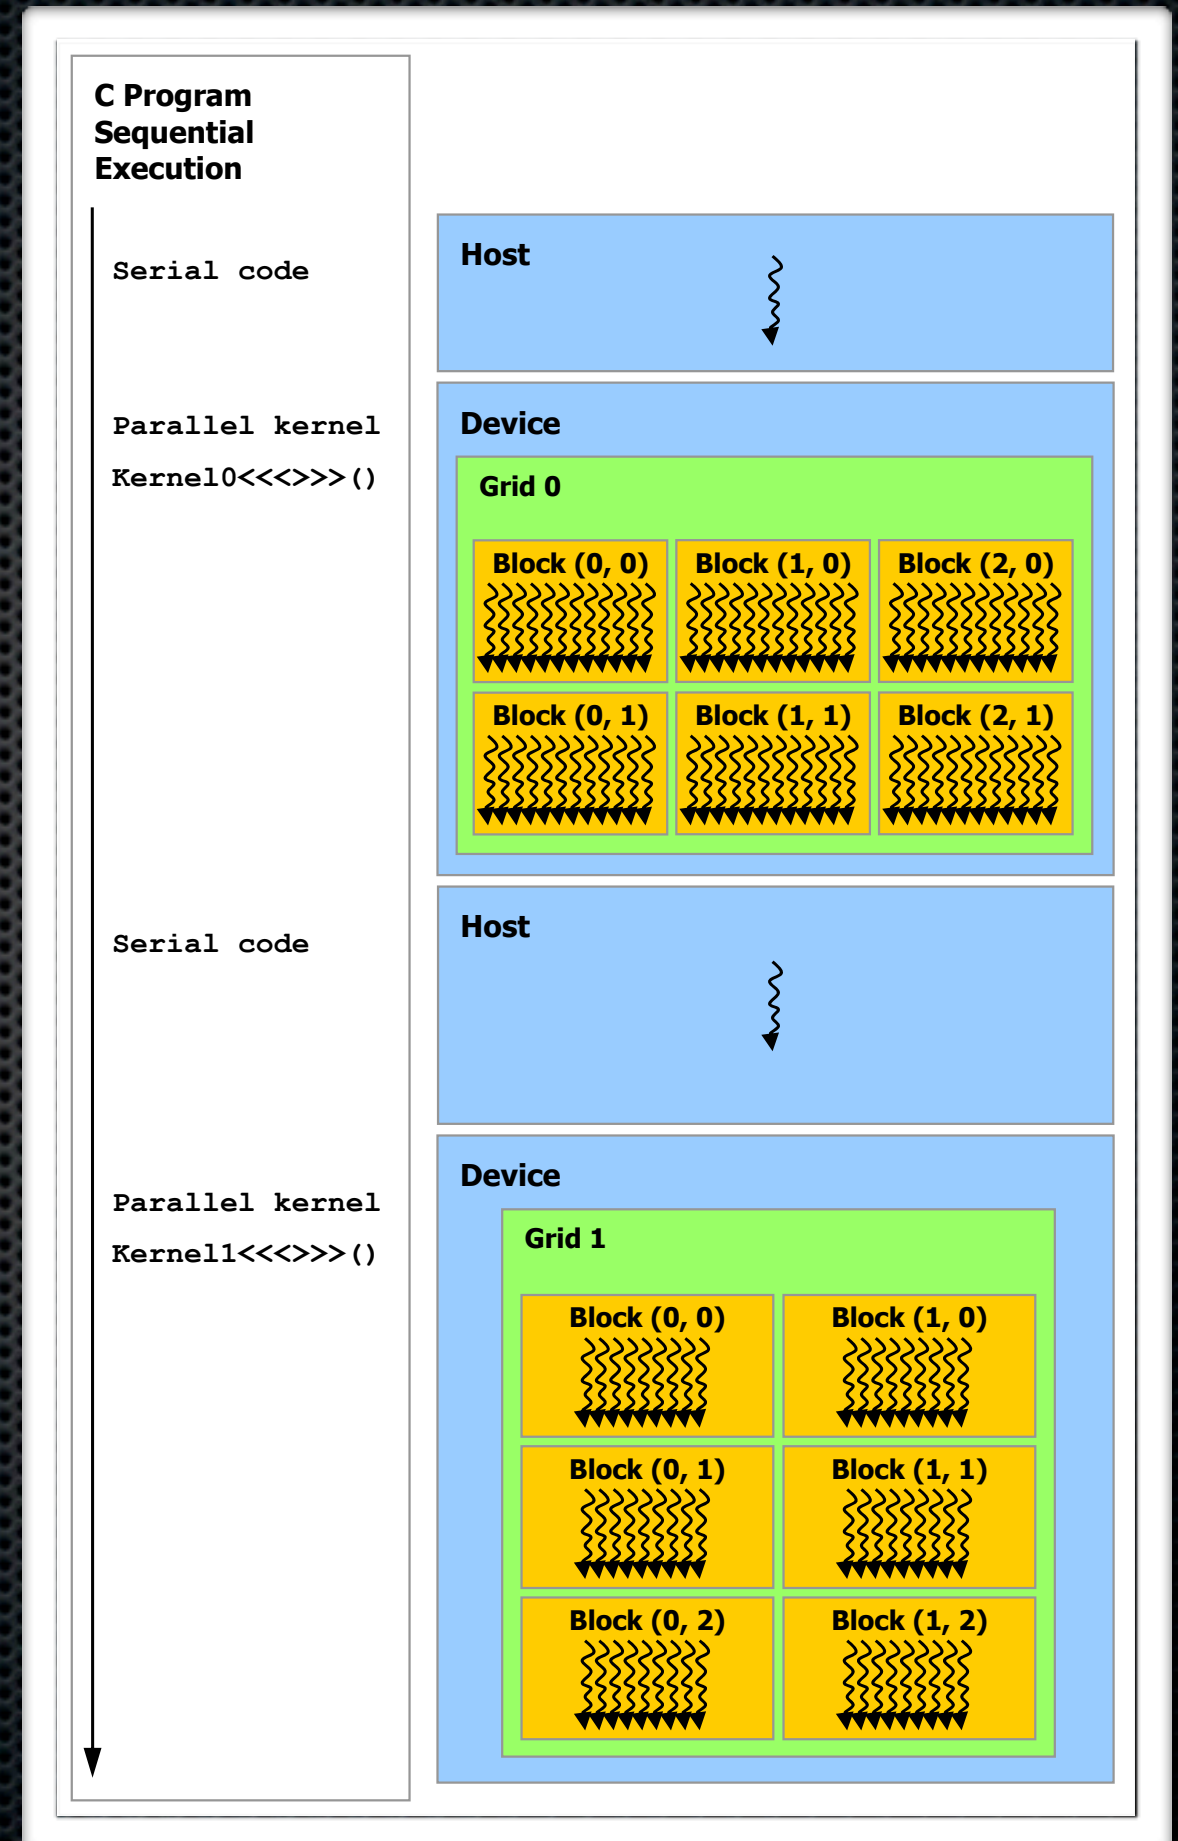 C Program
Sequential
Execution
Serial code
Host
Parallel kernel
Kernel0<<<>>>()
Device
Grid 0
Block (0, 0) Block (1, 0) Block (2, 0)
Block (0, 1) Block (1, 1) Block (2, 1)
Serial code
Host
Parallel kernel
Kernel1<<<>>>()
Device
Grid 1
Block (0, 0) Block (1, 0)
Block (0, 1) Block (1, 1)
Block (0, 2) Block (1, 2)